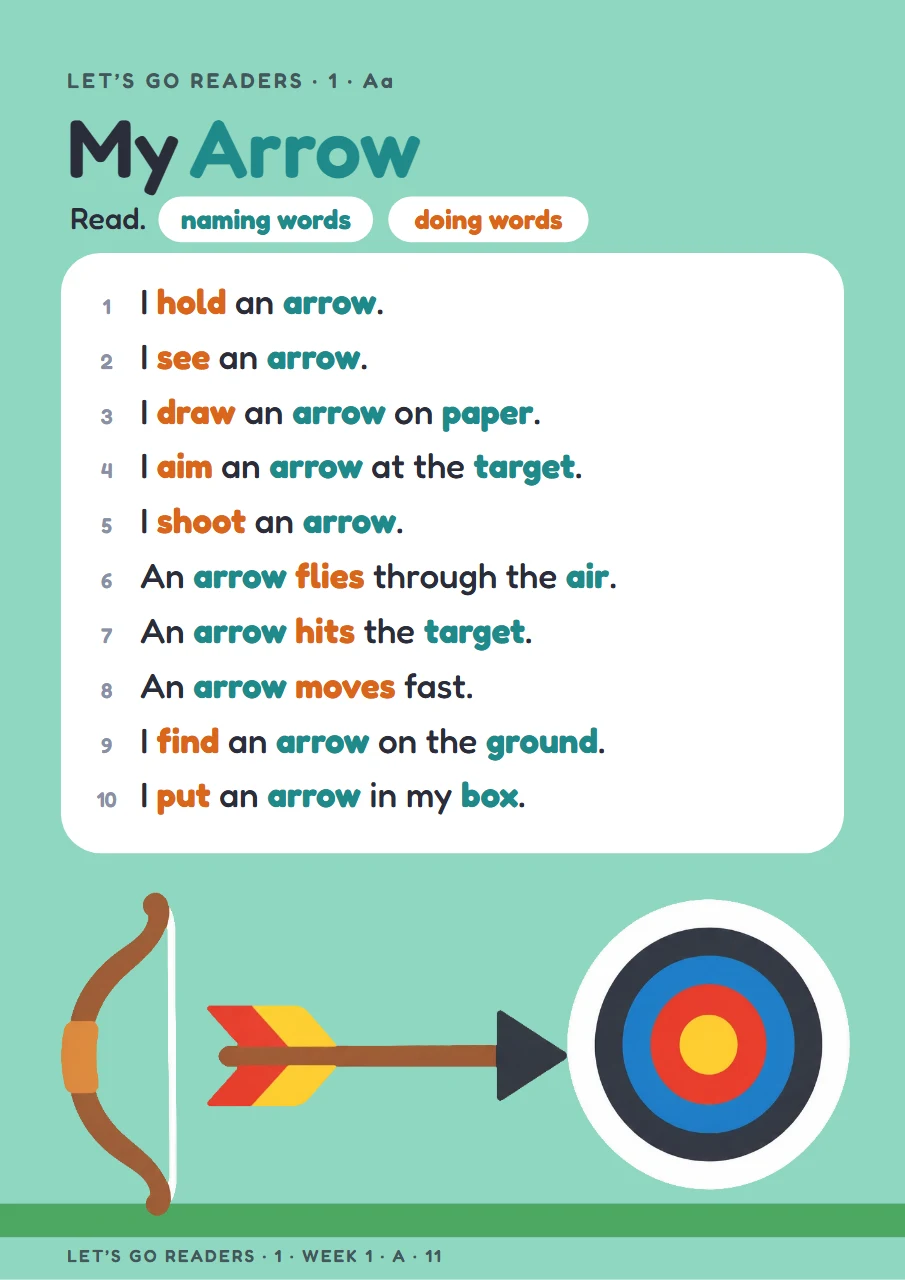 LET'S GO READERS · 1 · Aa
My Arrow
Read. naming words doing words
1 I hold an arrow.
2 I see an arrow.
3 I draw an arrow on paper.
4 I aim an arrow at the target.
5 I shoot an arrow.
6 An arrow flies through the air.
7 An arrow hits the target.
8 An arrow moves fast.
9 I find an arrow on the ground.
10 I put an arrow in my box.
LET'S GO READERS · 1 · WEEK 1 · A · 11